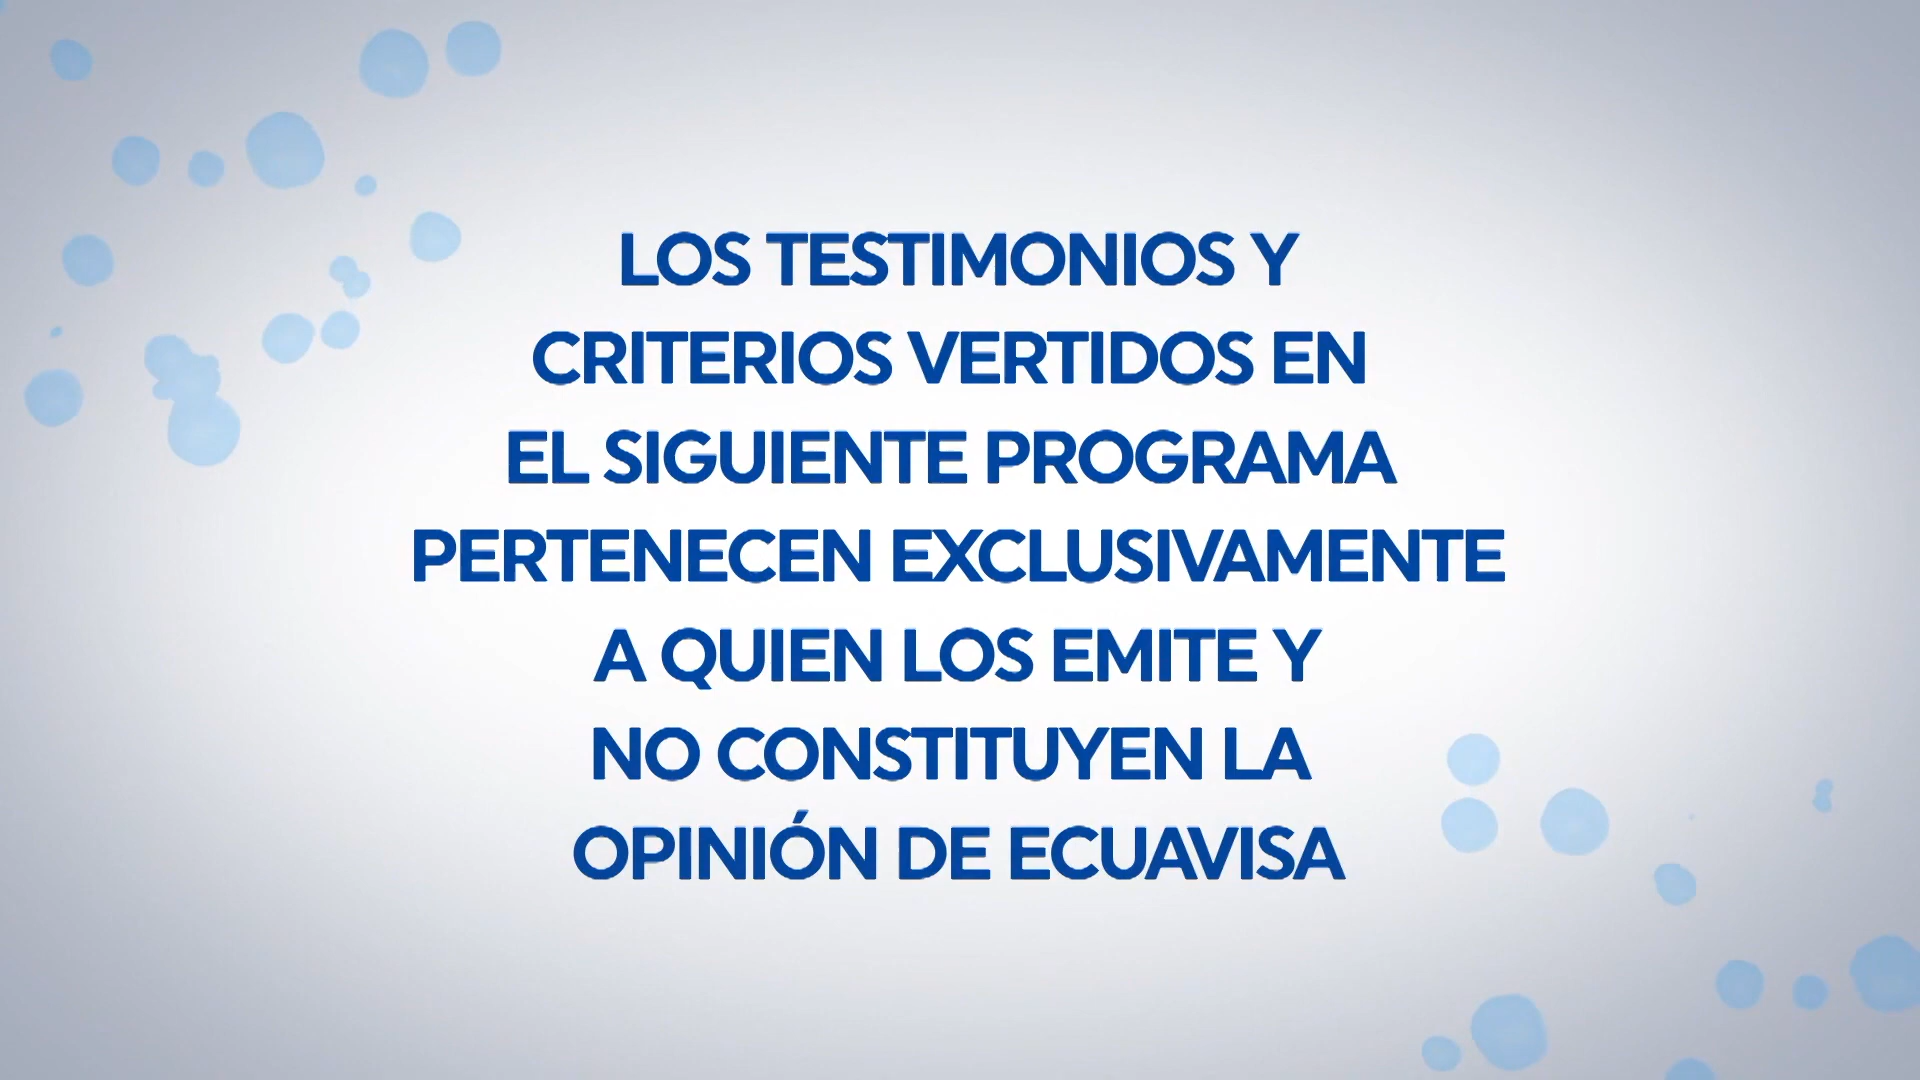 LOS TESTIMONIOS Y
CRITERIOS VERTIDOS EN
EL SIGUIENTE PROGRAMA
PERTENECEN EXCLUSIVAMENTE
A QUIEN LOS EMITE Y
NO CONSTITUYEN LA
OPINIÓN DE ECUAVISA